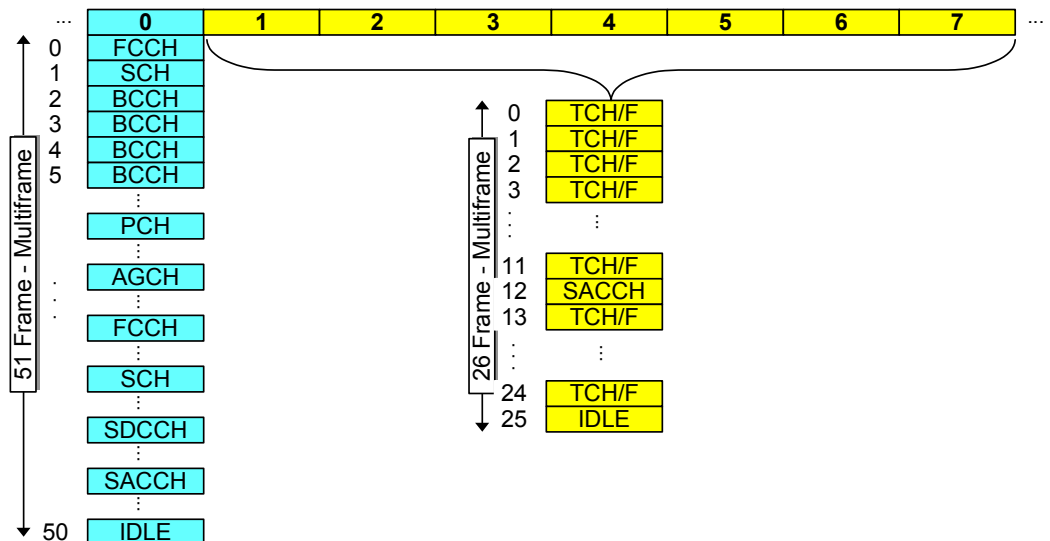 ... 0 1 2 3 4 5 6 7 ...
0 FCCH
1 SCH
2 BCCH
3 BCCH
4 BCCH
5 BCCH
⋮
PCH
⋮
AGCH
⋮
FCCH
⋮
SCH
⋮
SDCCH
⋮
SACCH
⋮
50 IDLE
51 Frame - Multiframe
0 TCH/F
1 TCH/F
2 TCH/F
3 TCH/F
⋮ ⋮
11 TCH/F
12 SACCH
13 TCH/F
⋮ ⋮
24 TCH/F
25 IDLE
26 Frame - Multiframe